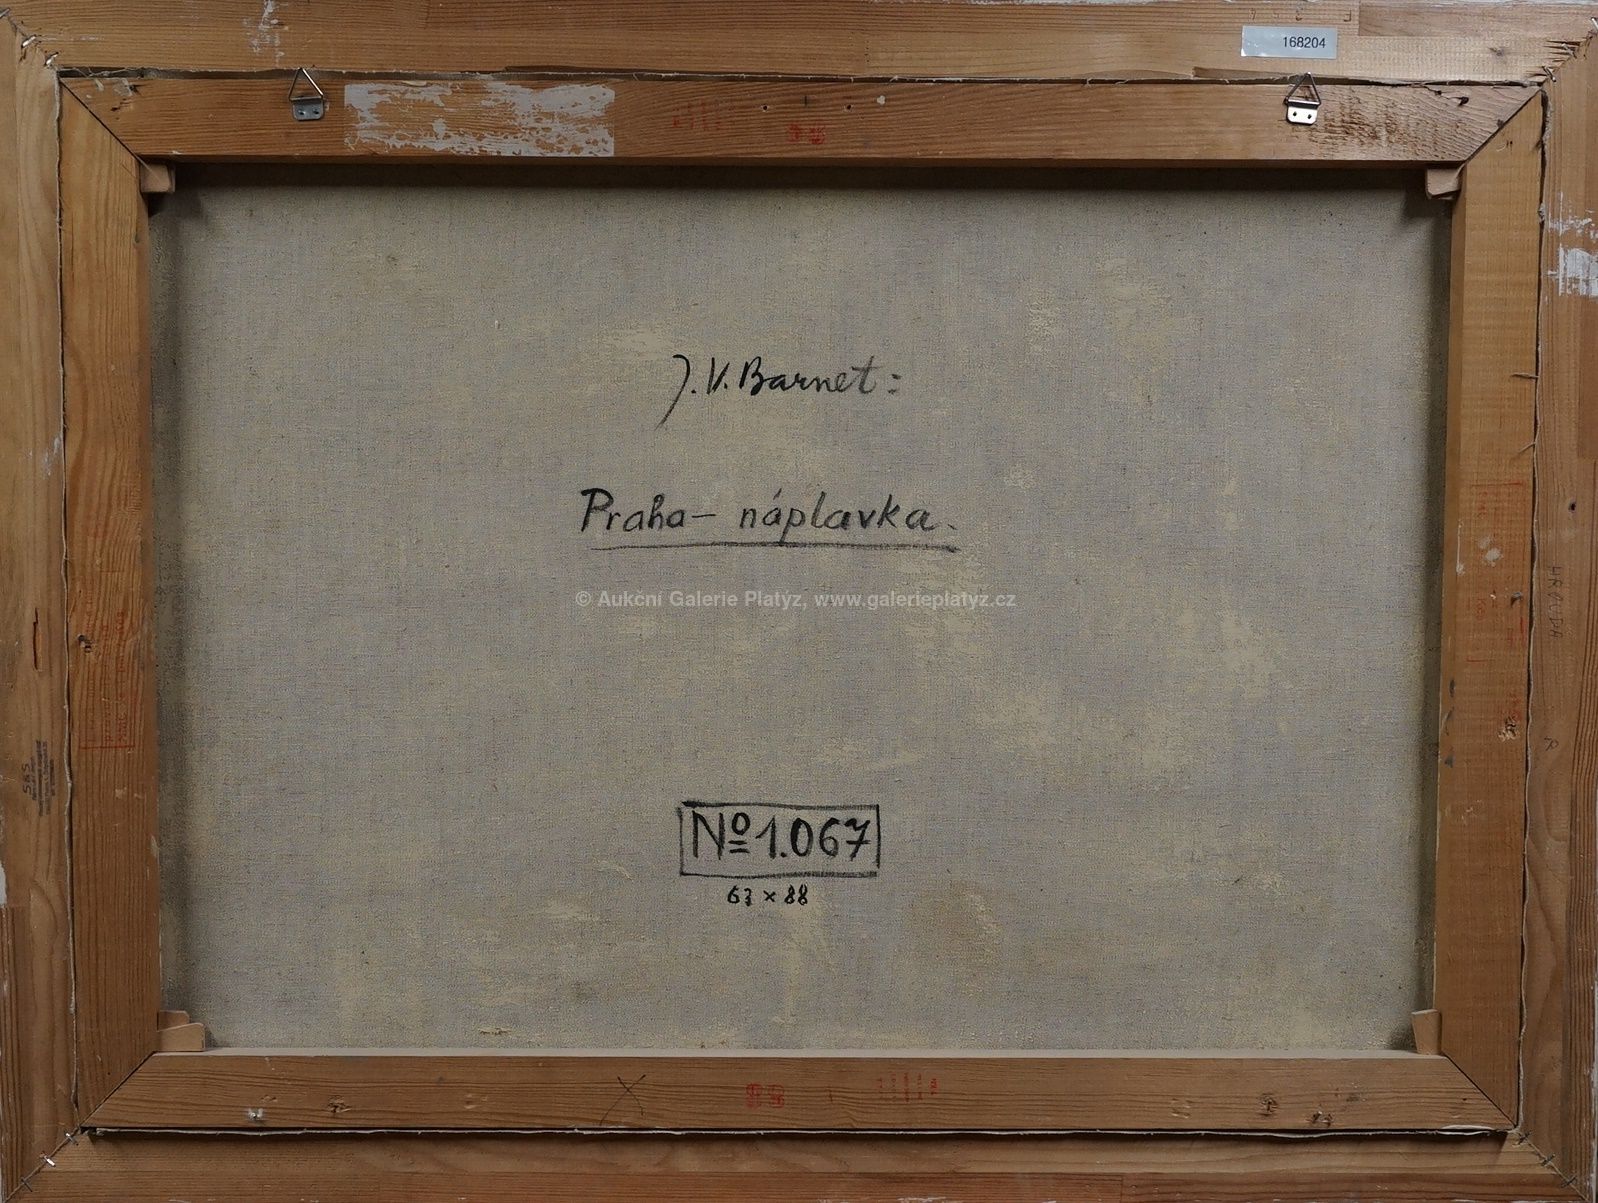 168204
J. V. Barnet:
Praha – náplavka.
© Aukční Galerie Platýz, www.galerieplatyz.cz
Nº 1.067
63 × 88